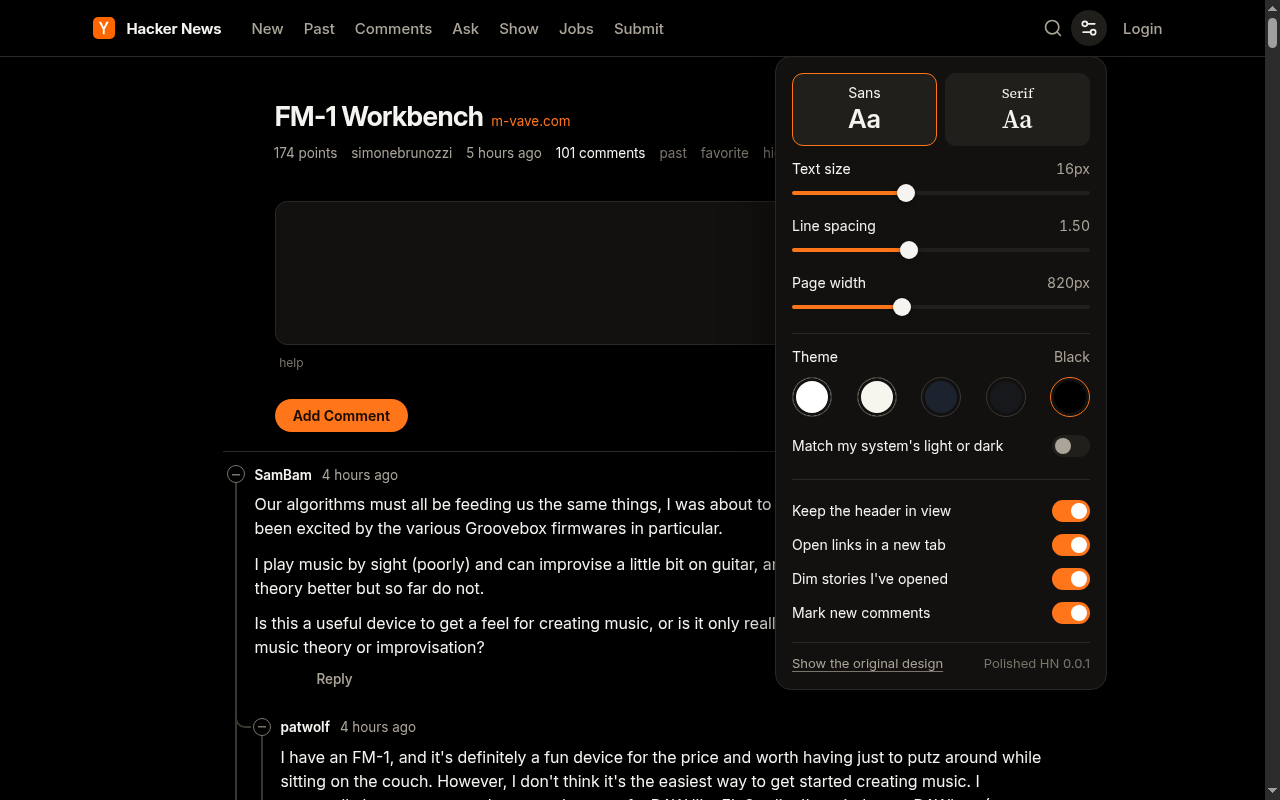 Y Hacker News New Past Comments Ask Show Jobs Submit Login
FM-1 Workbench m-vave.com
174 points simonebrunozzi 5 hours ago 101 comments past favorite
help
Add Comment
SamBam 4 hours ago
Our algorithms must all be feeding us the same things, I was about to
been excited by the various Groovebox firmwares in particular.
I play music by sight (poorly) and can improvise a little bit on guitar,
theory better but so far do not.
Is this a useful device to get a feel for creating music, or is it only
music theory or improvisation?
Reply
patwolf 4 hours ago
I have an FM-1, and it's definitely a fun device for the price and worth having just to putz around while
sitting on the couch. However, I don't think it's the easiest way to get started creating music. I
Sans
Aa
Serif
Aa
Text size 16px
Line spacing 1.50
Page width 820px
Theme Black
Match my system's light or dark
Keep the header in view
Open links in a new tab
Dim stories I've opened
Mark new comments
Show the original design Polished HN 0.0.1